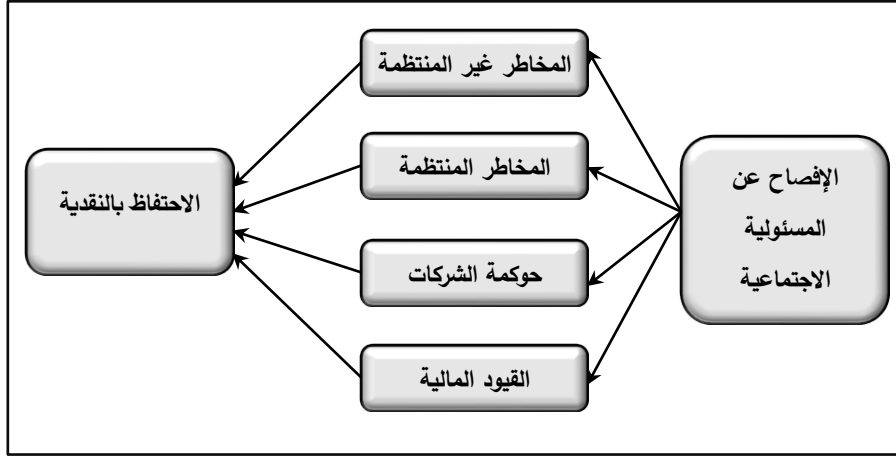 الإفصاح عن
المسئولية
الاجتماعية
المخاطر غير المنتظمة
المخاطر المنتظمة
حوكمة الشركات
القيود المالية
الاحتفاظ بالنقدية